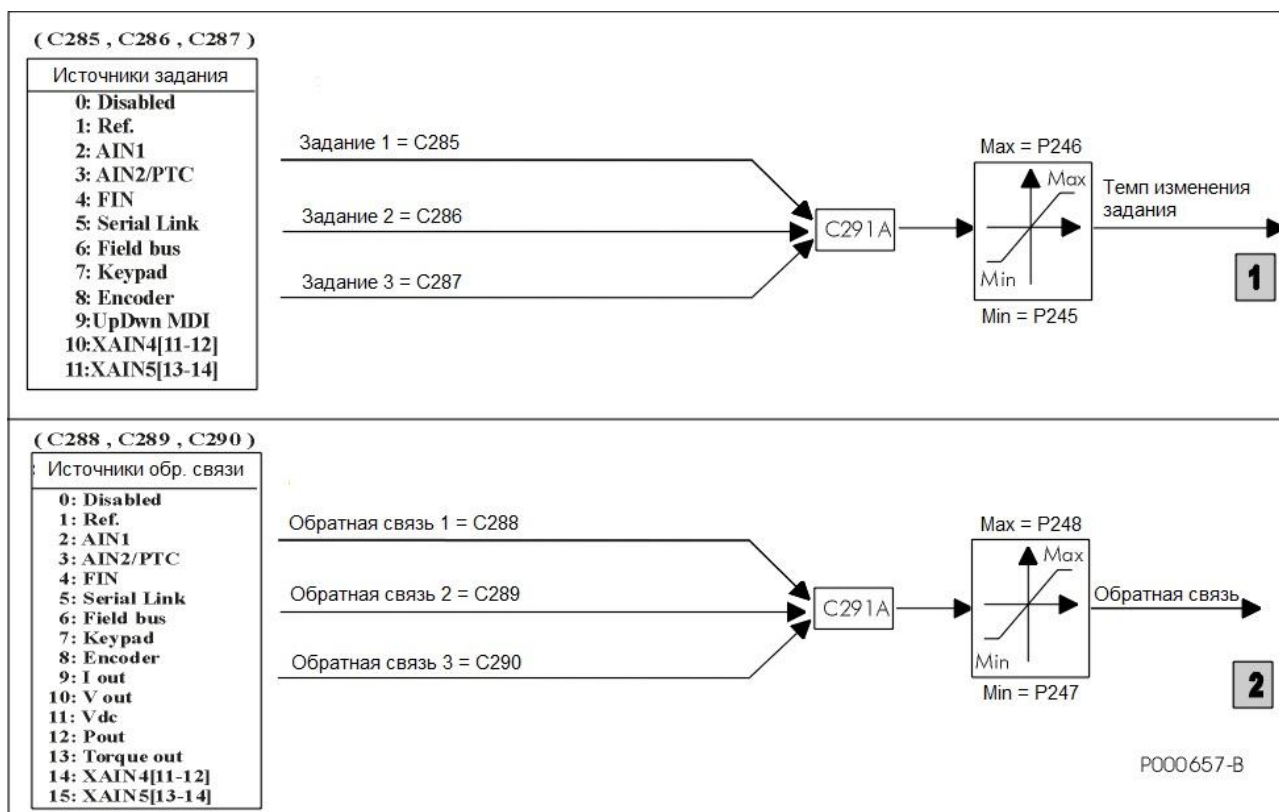 ( C285 , C286 , C287 )
Источники задания
0: Disabled
1: Ref.
2: AIN1
3: AIN2/PTC
4: FIN
5: Serial Link
6: Field bus
7: Keypad
8: Encoder
9:UpDwn MDI
10:XAIN4[11-12]
11:XAIN5[13-14]
Задание 1 = C285
Задание 2 = C286
Задание 3 = C287
C291A
Max = P246
Max
Min
Min = P245
Темп изменения
задания
1
( C288 , C289 , C290 )
: Источники обр. связи
0: Disabled
1: Ref.
2: AIN1
3: AIN2/PTC
4: FIN
5: Serial Link
6: Field bus
7: Keypad
8: Encoder
9: I out
10: V out
11: Vdc
12: Pout
13: Torque out
14: XAIN4[11-12]
15: XAIN5[13-14]
Обратная связь 1 = C288
Обратная связь 2 = C289
Обратная связь 3 = C290
C291A
Max = P248
Max
Min
Min = P247
Обратная связь
2
P000657-B